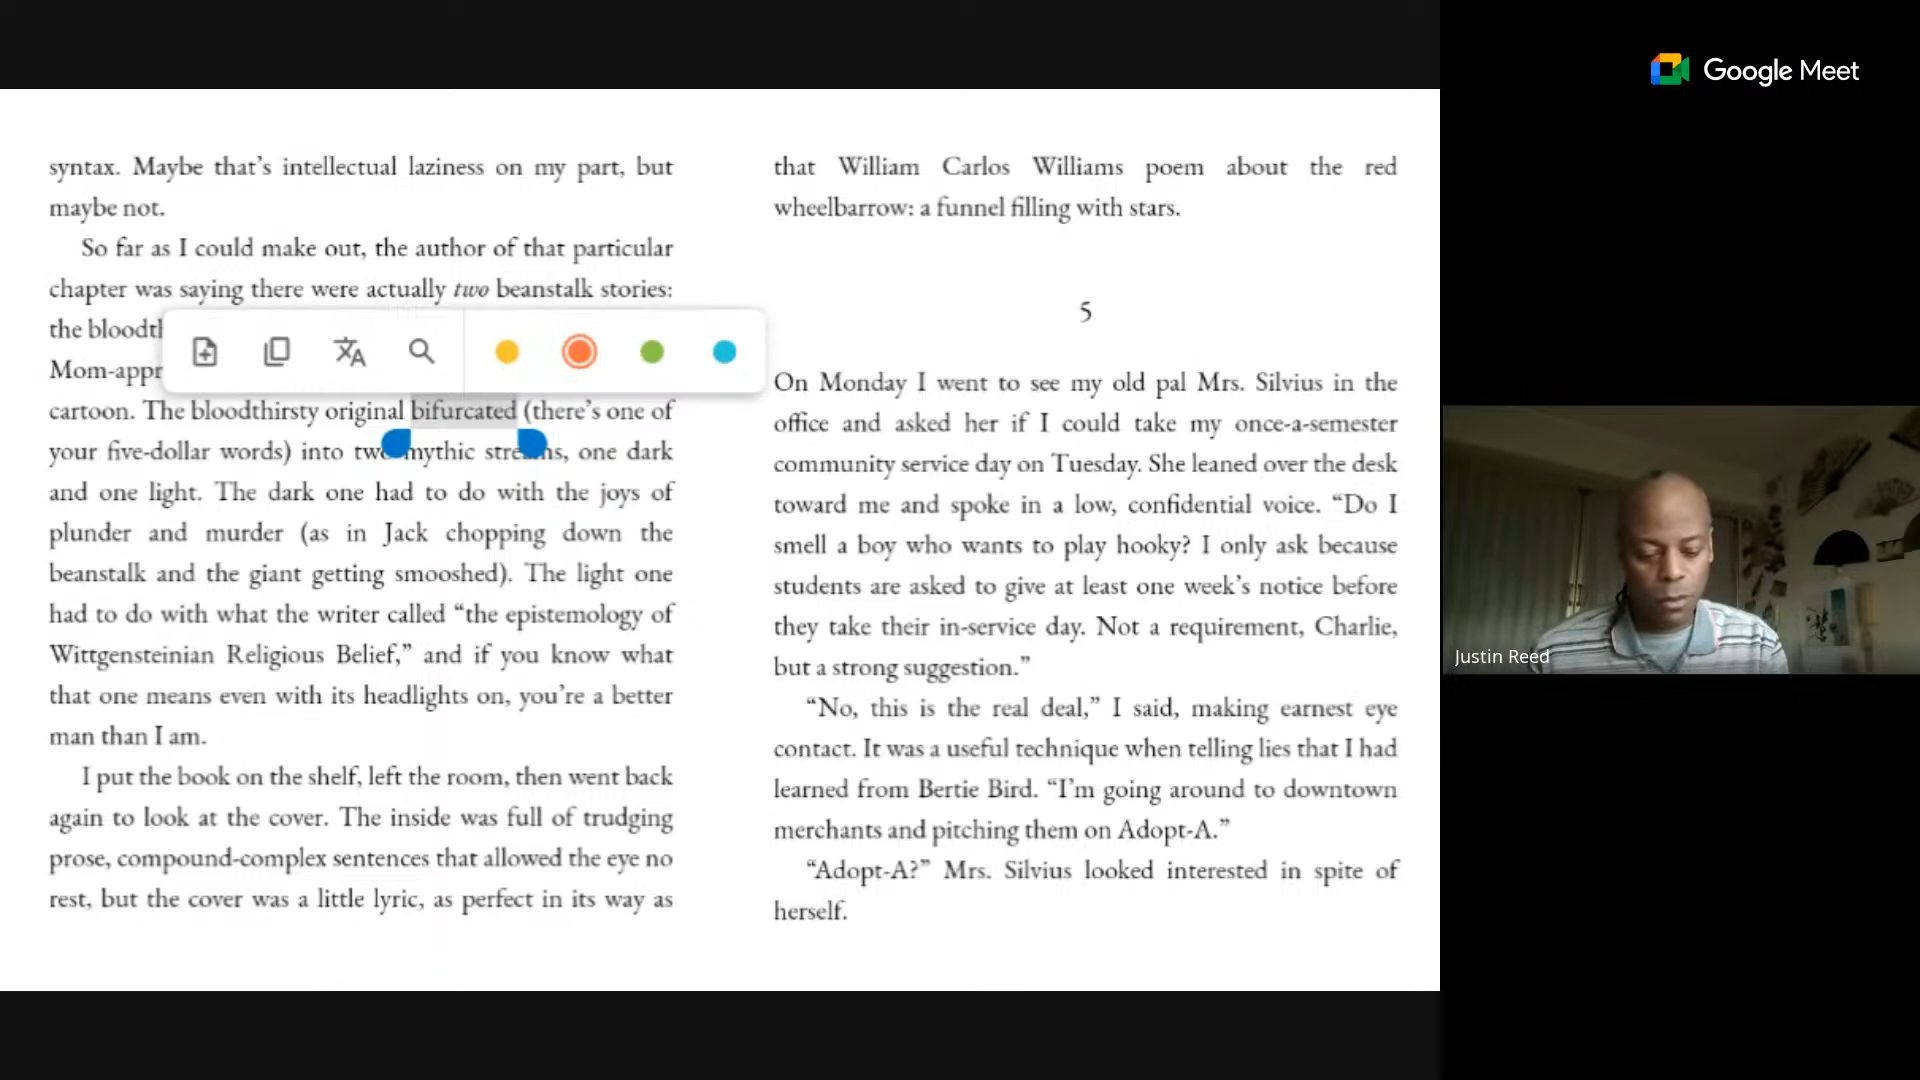 syntax. Maybe that's intellectual laziness on my part, but
maybe not.
So far as I could make out, the author of that particular
chapter was saying there were actually two beanstalk stories:
the bloodt
Mom-appr
cartoon. The bloodthirsty original bifurcated (there's one of
your five-dollar words) into two mythic streams, one dark
and one light. The dark one had to do with the joys of
plunder and murder (as in Jack chopping down the
beanstalk and the giant getting smooshed). The light one
had to do with what the writer called “the epistemology of
Wittgensteinian Religious Belief,” and if you know what
that one means even with its headlights on, you're a better
man than I am.
I put the book on the shelf, left the room, then went back
again to look at the cover. The inside was full of trudging
prose, compound-complex sentences that allowed the eye no
rest, but the cover was a little lyric, as perfect in its way as
that William Carlos Williams poem about the red
wheelbarrow: a funnel filling with stars.
5
On Monday I went to see my old pal Mrs. Silvius in the
office and asked her if I could take my once-a-semester
community service day on Tuesday. She leaned over the desk
toward me and spoke in a low, confidential voice. “Do I
smell a boy who wants to play hooky? I only ask because
students are asked to give at least one week's notice before
they take their in-service day. Not a requirement, Charlie,
but a strong suggestion.”
“No, this is the real deal,” I said, making earnest eye
contact. It was a useful technique when telling lies that I had
learned from Bertie Bird. “I'm going around to downtown
merchants and pitching them on Adopt-A.”
“Adopt-A?” Mrs. Silvius looked interested in spite of
herself.
Google Meet
Justin Reed